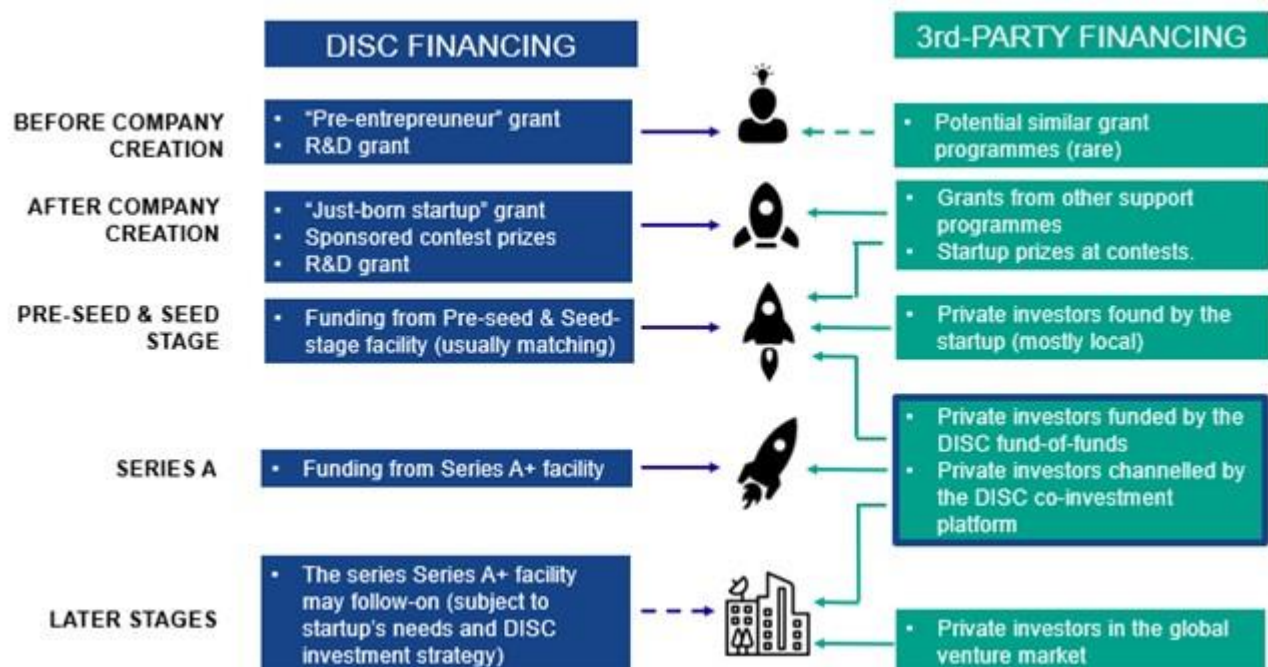 DISC FINANCING
3rd-PARTY FINANCING
BEFORE COMPANY
CREATION
• "Pre-entrepreuneur" grant
• R&D grant
• Potential similar grant
programmes (rare)
AFTER COMPANY
CREATION
• "Just-born startup" grant
• Sponsored contest prizes
• R&D grant
• Grants from other support
programmes
• Startup prizes at contests.
PRE-SEED & SEED
STAGE
• Funding from Pre-seed & Seed-
stage facility (usually matching)
• Private investors found by the
startup (mostly local)
SERIES A
• Funding from Series A+ facility
• Private investors funded by the
DISC fund-of-funds
• Private investors channelled by
the DISC co-investment
platform
LATER STAGES
• The series Series A+ facility
may follow-on (subject to
startup's needs and DISC
investment strategy)
• Private investors in the global
venture market